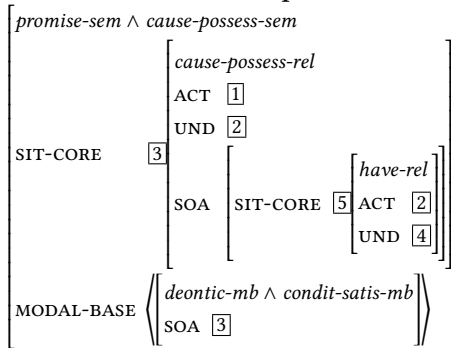 promise-sem ∧ cause-possess-sem
cause-possess-rel
ACT 1
UND 2
SIT-CORE 3
have-rel
SOA SIT-CORE 5 ACT 2
UND 4
MODAL-BASE ⟨ deontic-mb ∧ condit-satis-mb ⟩
SOA 3